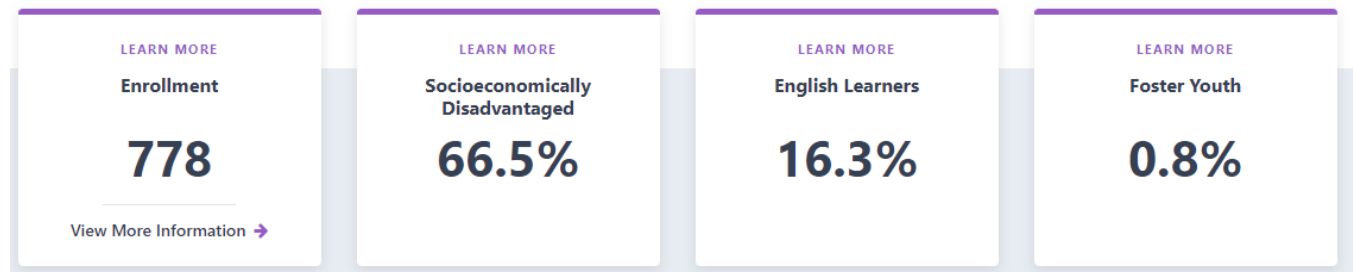 LEARN MORE
Enrollment
778
View More Information
LEARN MORE
Socioeconomically
Disadvantaged
66.5%
LEARN MORE
English Learners
16.3%
LEARN MORE
Foster Youth
0.8%